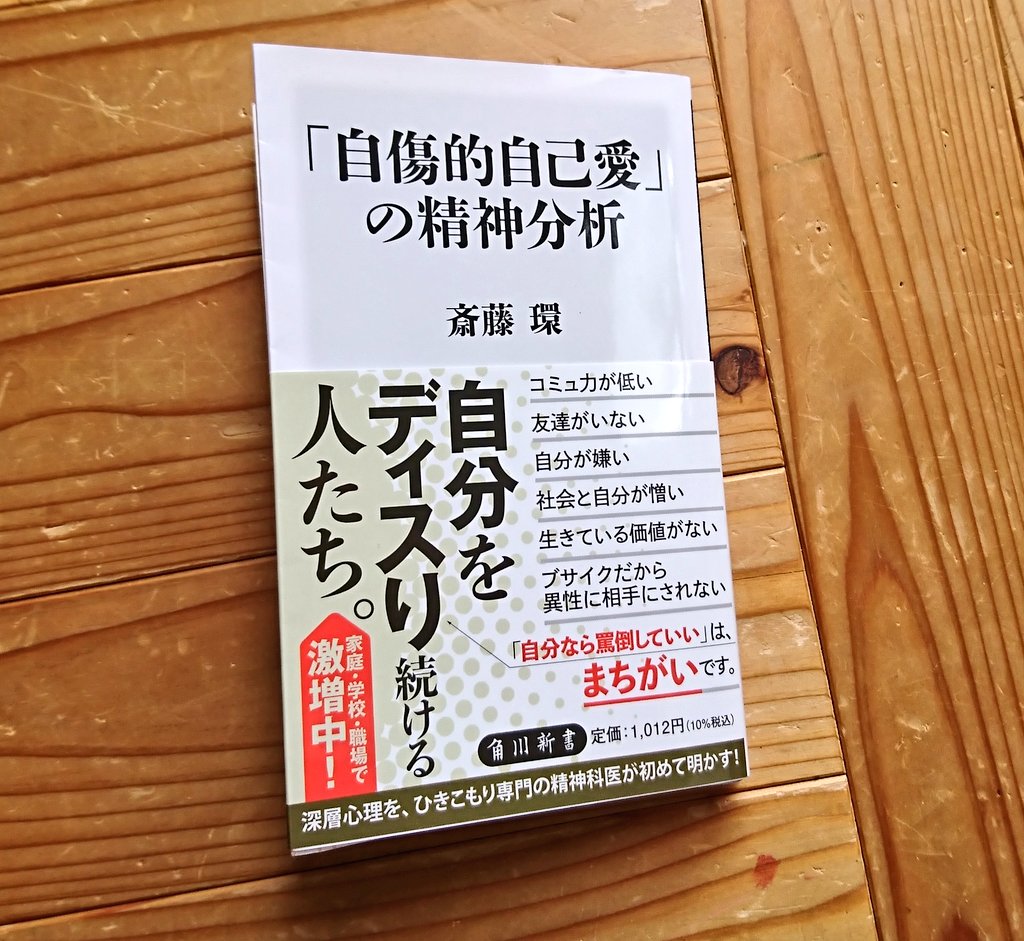 「自傷的自己愛」
の精神分析
斎藤 環
自分を
ディスり続ける
人たち。
家庭・学校・職場で
激増中！
コミュ力が低い
友達がいない
自分が嫌い
社会と自分が憎い
生きている価値がない
ブサイクだから
異性に相手にされない
「自分なら罵倒していい」は、
まちがいです。
角川新書
定価：1,012円（10%税込）
深層心理を、ひきこもり専門の精神科医が初めて明かす！